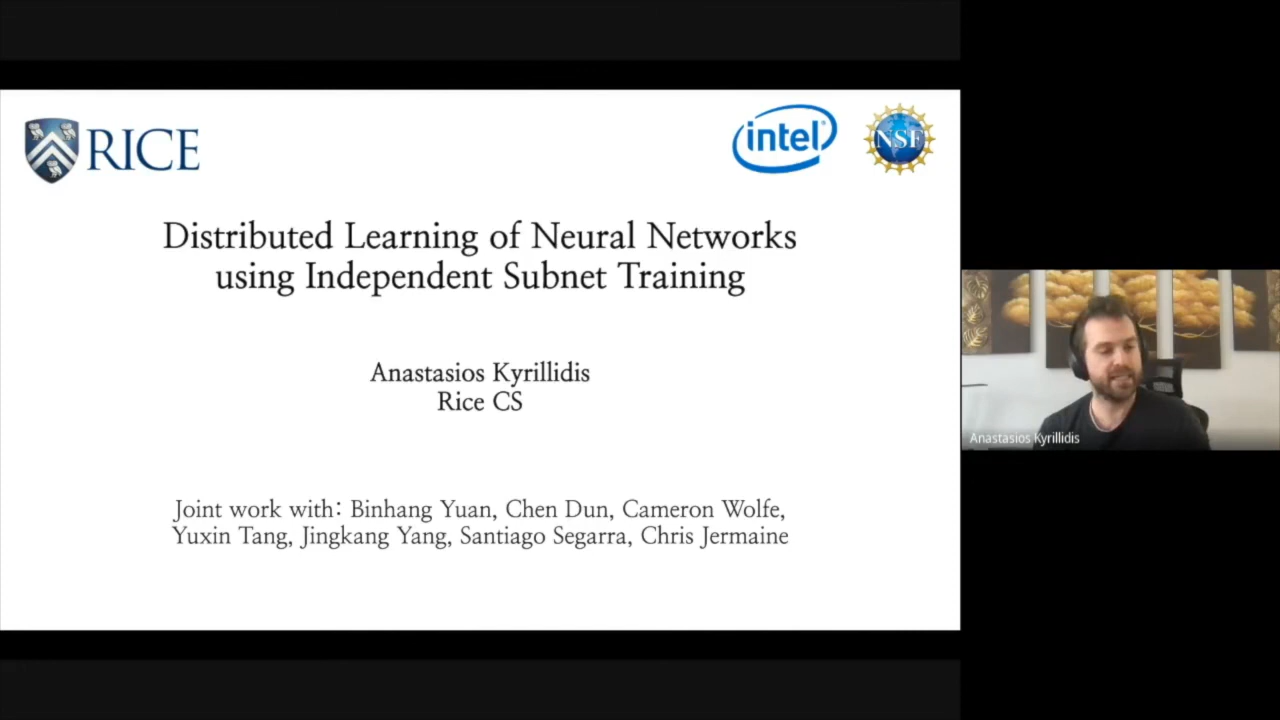 RICE
intel
NSF
Distributed Learning of Neural Networks
using Independent Subnet Training
Anastasios Kyrillidis
Rice CS
Joint work with: Binhang Yuan, Chen Dun, Cameron Wolfe,
Yuxin Tang, Jingkang Yang, Santiago Segarra, Chris Jermaine
Anastasios Kyrillidis